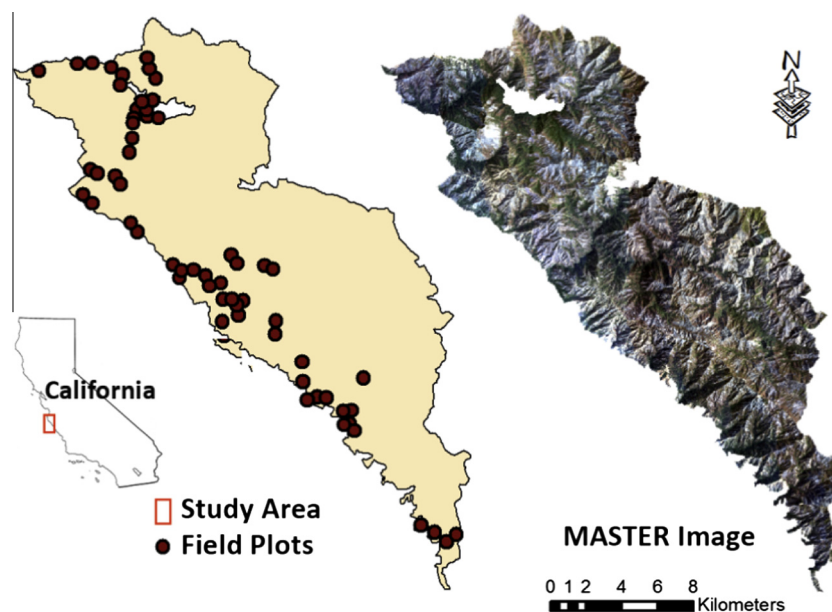 N
California
Study Area
Field Plots
MASTER Image
0 1 2 4 6 8
Kilometers